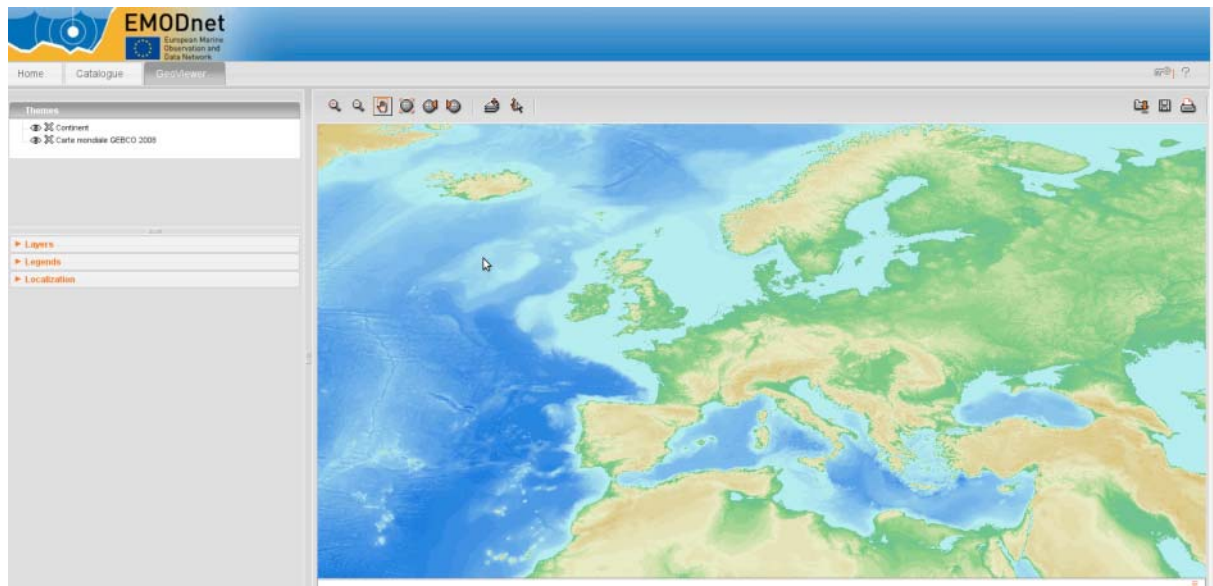 EMODnet
European Marine
Observation and
Data Network
Home
Catalogue
GeoViewer
?
Themes
Continent
Carte mondiale GEBCO 2008
Layers
Legends
Localization